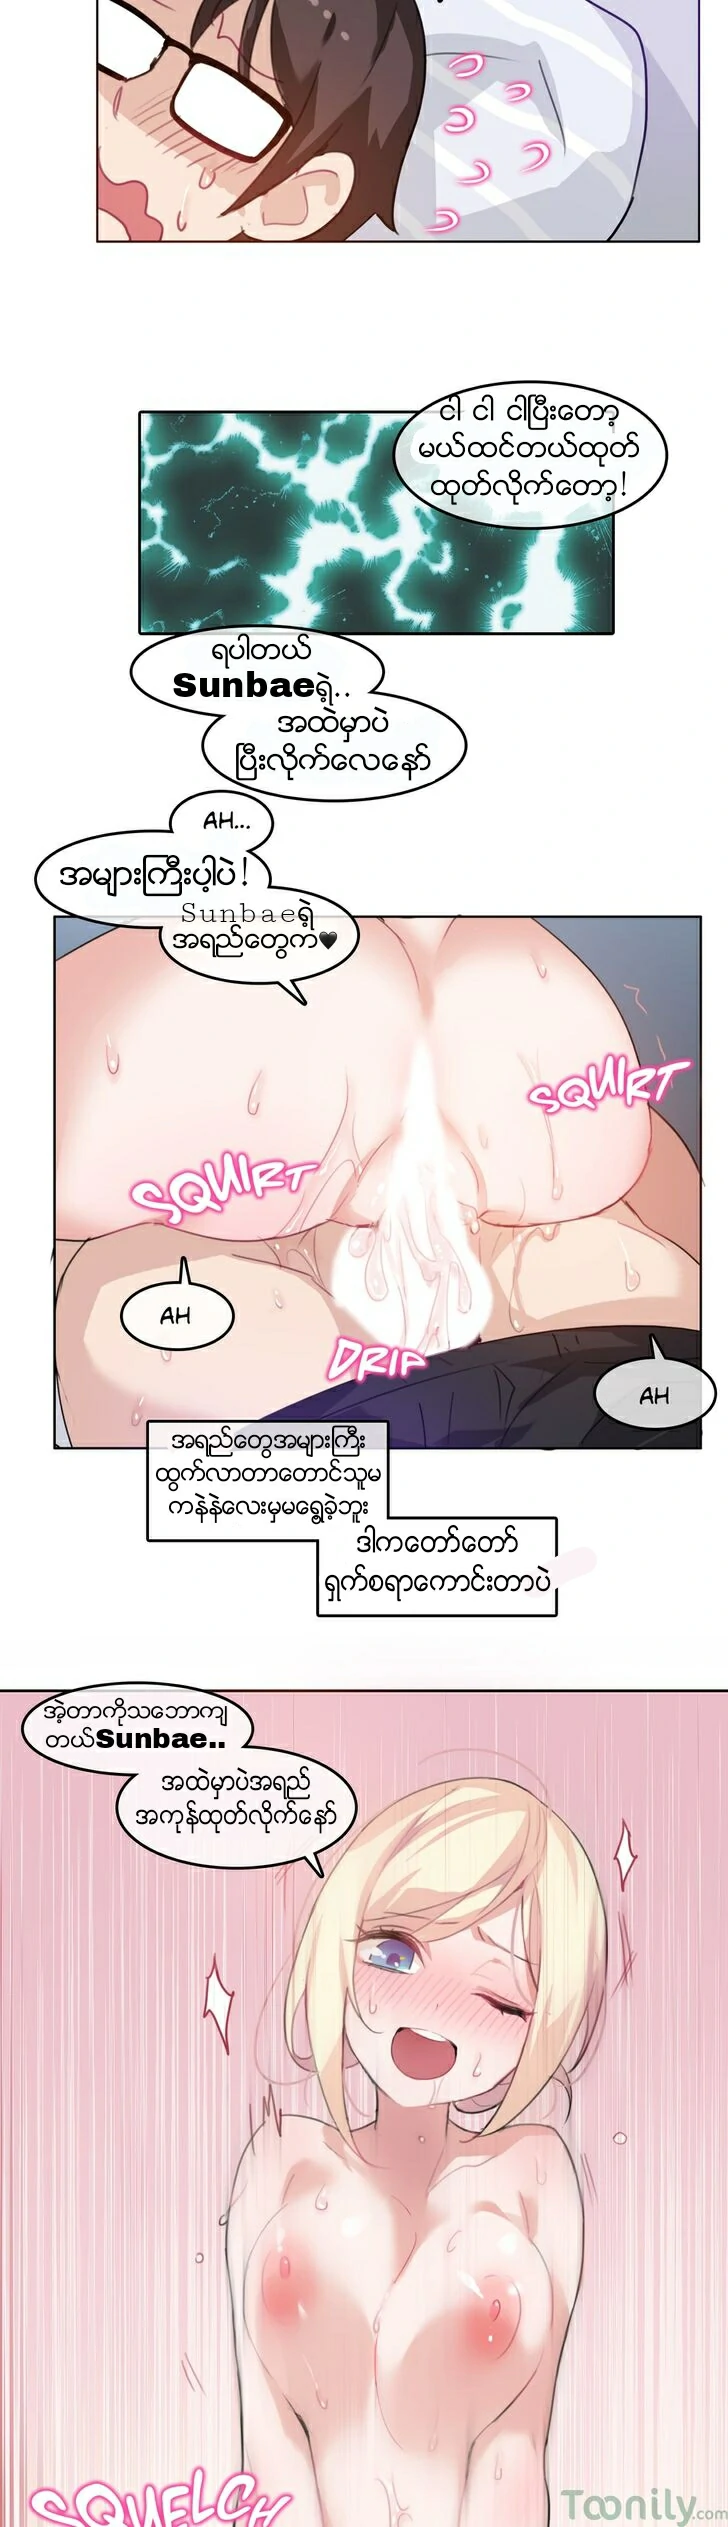 ငါ ငါ ငါပြီးတော့
မယ်ထင်တယ်ထုတ်
ထုတ်လိုက်တော့!
ရပါတယ်
Sunbaeရဲ့..
အထဲမှာပဲ
ပြီးလိုက်လေနော်
AH...
အများကြီးပါ့ပဲ!
Sunbaeရဲ့
အရည်တွေက🖤
SQUIRT
SQUIRT
AH
DRIP
AH
အရည်တွေအများကြီး
ထွက်လာတာတောင်သူမ
ကနဲနဲလေးမှမရွေ့ခဲ့ဘူး
ဒါကတော်တော်
ရှက်စရာကောင်းတာပဲ
အဲ့တာကိုသဘောကျ
တယ်Sunbae..
အထဲမှာပဲအရည်
အကုန်ထုတ်လိုက်နော်
SQUELCH
Toonily.com